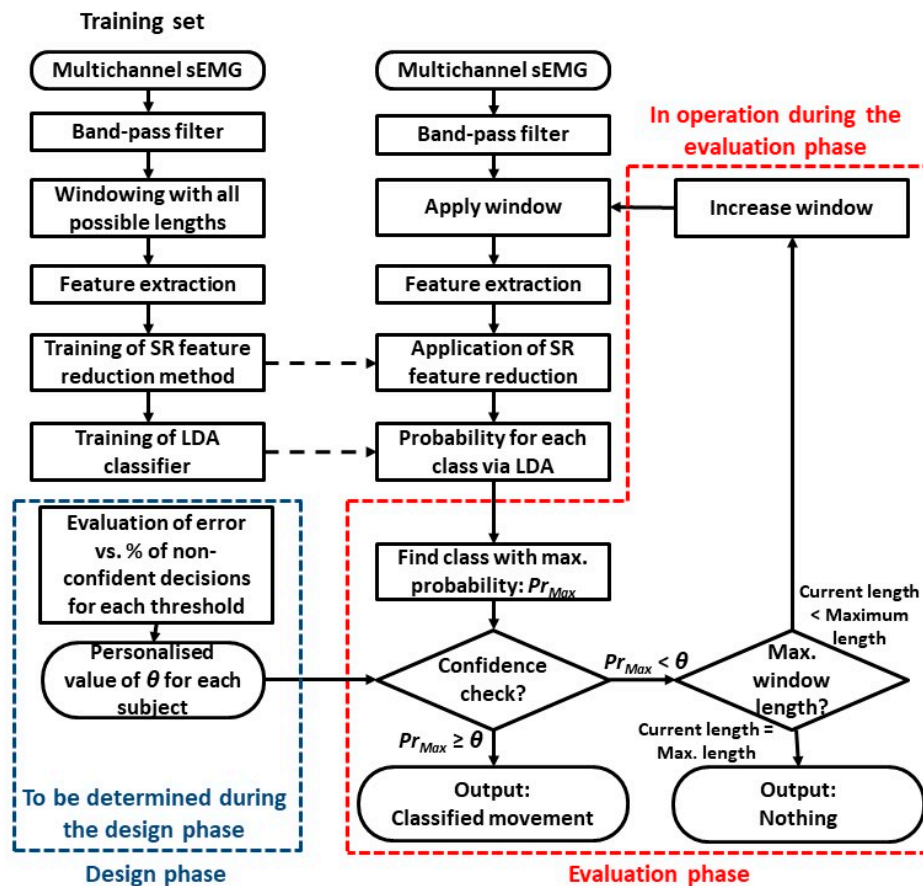 Training set
Multichannel sEMG
Band-pass filter
Windowing with all
possible lengths
Feature extraction
Training of SR feature
reduction method
Training of LDA
classifier
Evaluation of error
vs. % of non-
confident decisions
for each threshold
Personalised
value of θ for each
subject
To be determined during
the design phase
Design phase
Multichannel sEMG
Band-pass filter
Apply window
Feature extraction
Application of SR
feature reduction
Probability for each
class via LDA
Find class with max.
probability: PrMax
Confidence
check?
PrMax ≥ θ
Output:
Classified movement
PrMax < θ
In operation during the
evaluation phase
Increase window
Current length
< Maximum
length
Max.
window
length?
Current length =
Max. length
Output:
Nothing
Evaluation phase